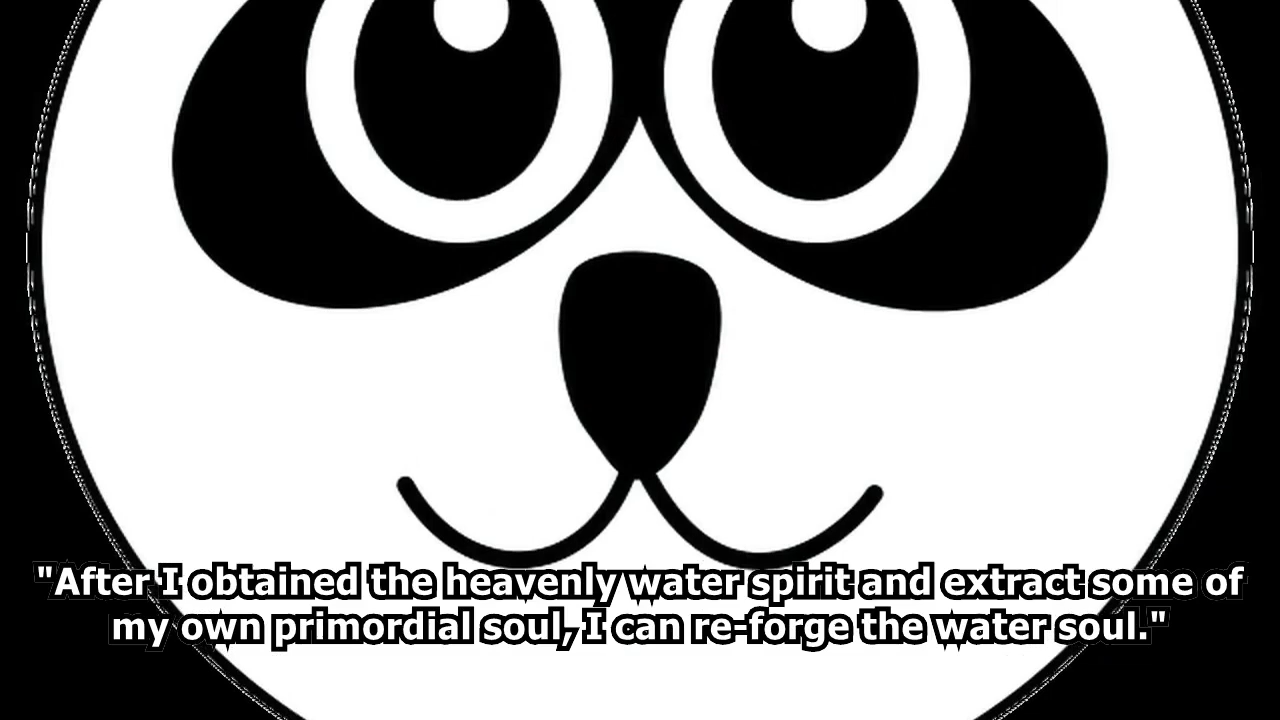 "After I obtained the heavenly water spirit and extract some of
my own primordial soul, I can re-forge the water soul."